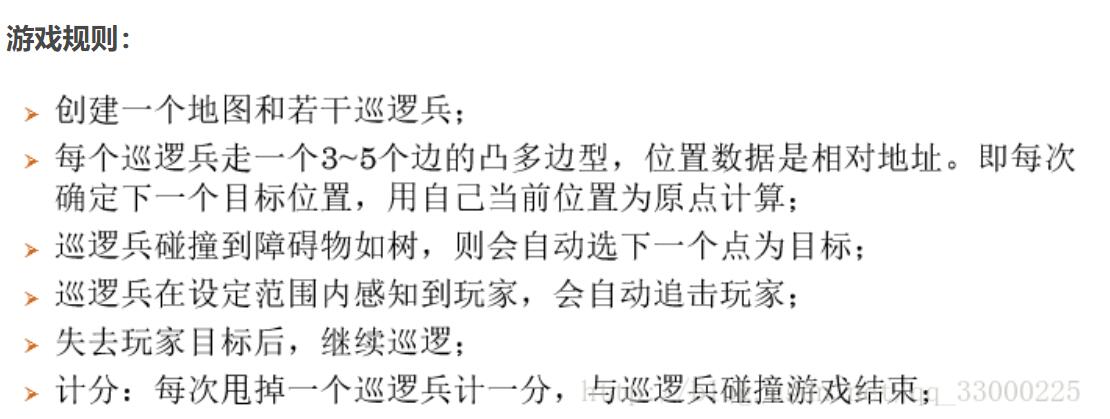 游戏规则：
创建一个地图和若干巡逻兵；
每个巡逻兵走一个3~5个边的凸多边型，位置数据是相对地址。即每次
确定下一个目标位置，用自己当前位置为原点计算；
巡逻兵碰撞到障碍物如树，则会自动选下一个点为目标；
巡逻兵在设定范围内感知到玩家，会自动追击玩家；
失去玩家目标后，继续巡逻；
计分：每次甩掉一个巡逻兵计一分，与巡逻兵碰撞游戏结束；
qq_33000225